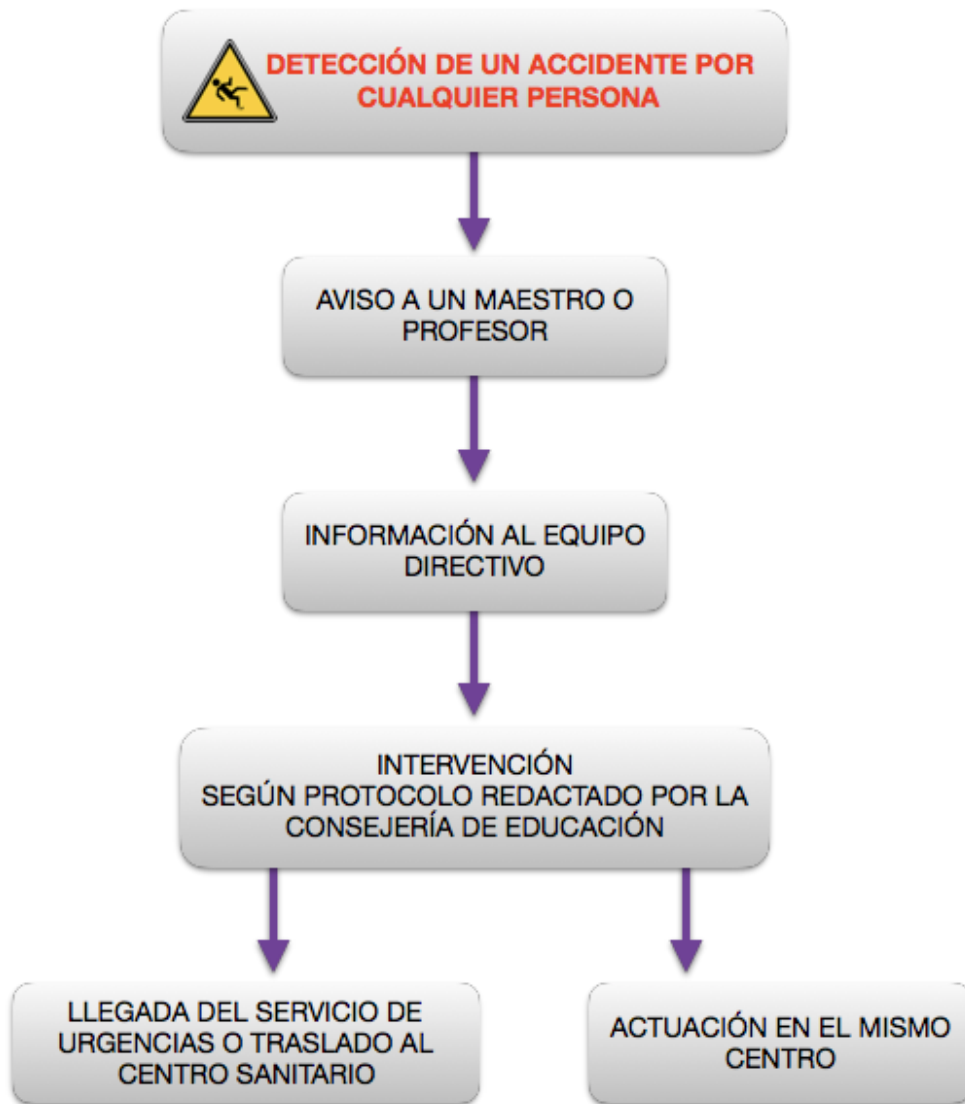 DETECCIÓN DE UN ACCIDENTE POR
CUALQUIER PERSONA
AVISO A UN MAESTRO O
PROFESOR
INFORMACIÓN AL EQUIPO
DIRECTIVO
INTERVENCIÓN
SEGÚN PROTOCOLO REDACTADO POR LA
CONSEJERÍA DE EDUCACIÓN
LLEGADA DEL SERVICIO DE
URGENCIAS O TRASLADO AL
CENTRO SANITARIO
ACTUACIÓN EN EL MISMO
CENTRO